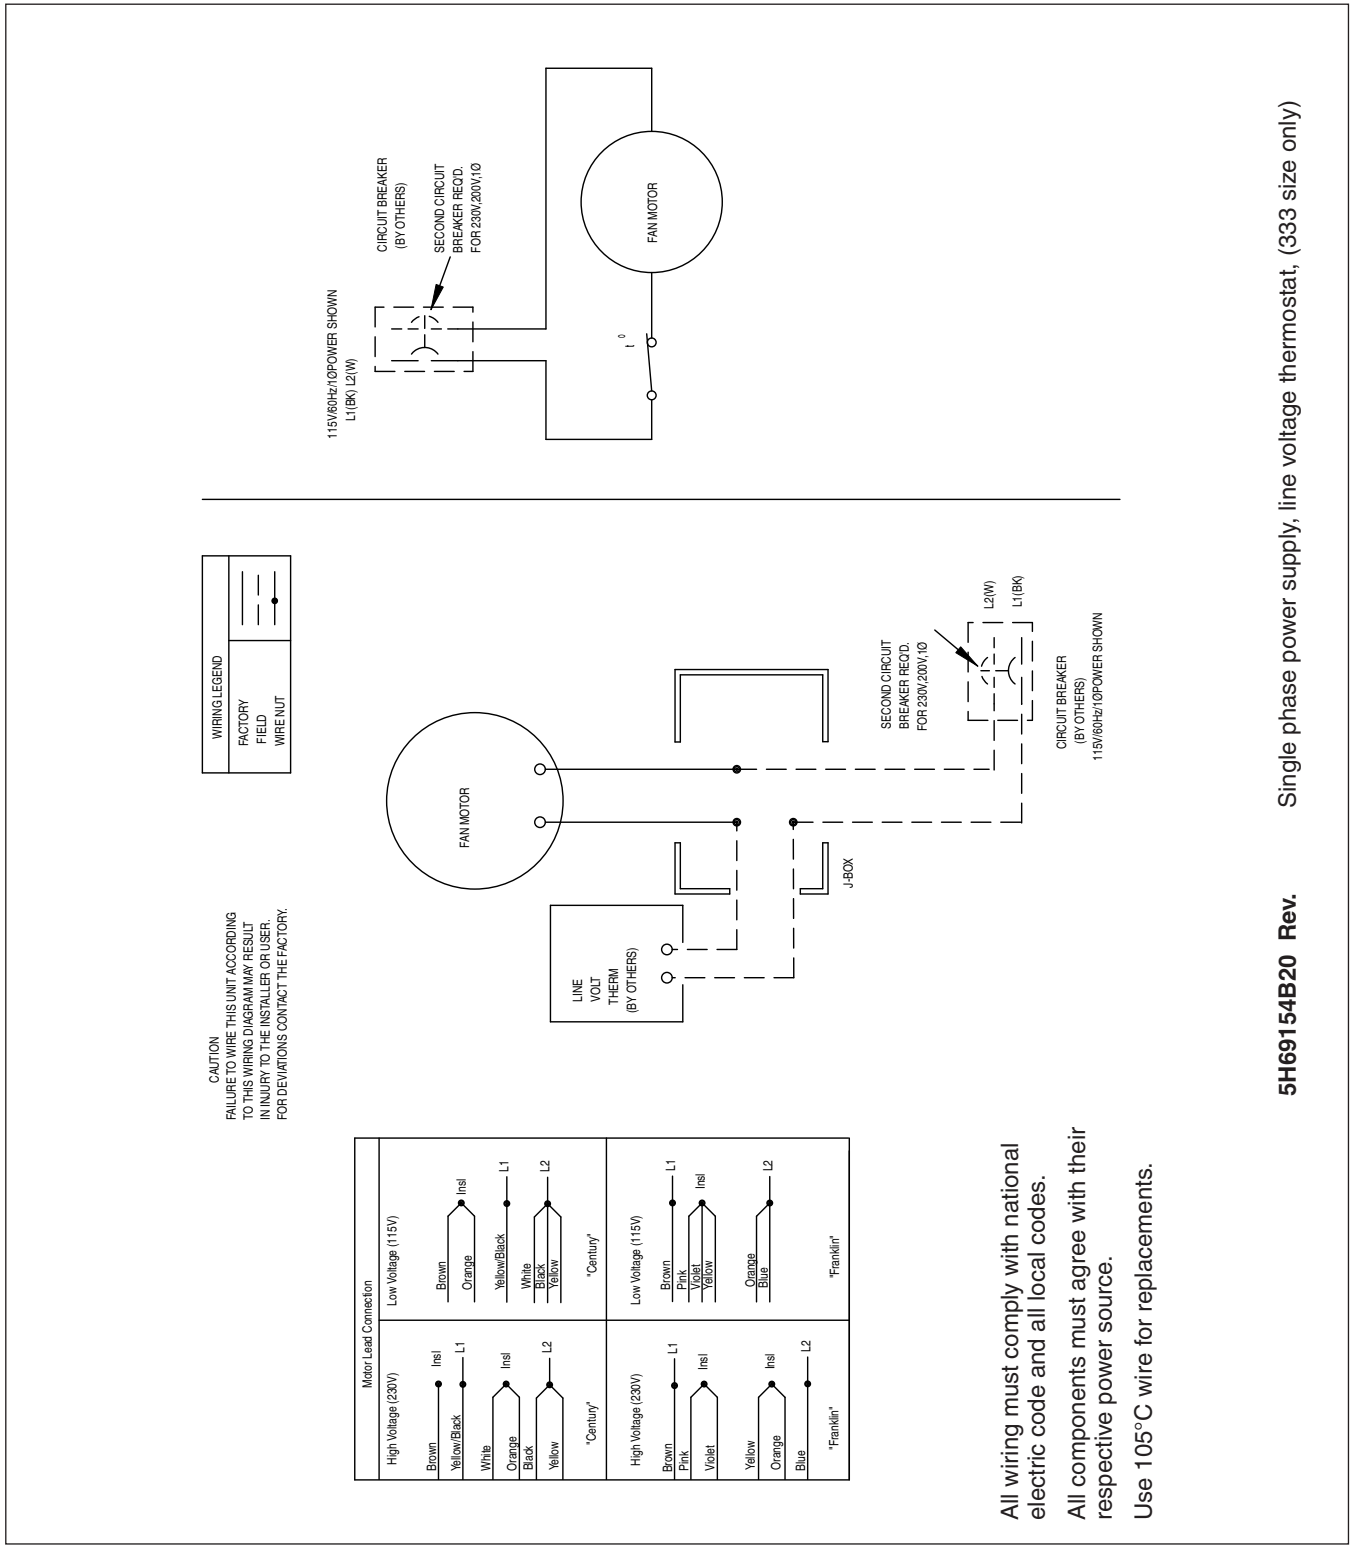 CAUTION
FAILURE TO WIRE THIS UNIT ACCORDING
TO THIS WIRING DIAGRAM MAY RESULT
IN INJURY TO THE INSTALLER OR USER.
FOR DEVIATIONS CONTACT THE FACTORY.
WIRING LEGEND
FACTORY
FIELD
WIRE NUT
Motor Lead Connection
High Voltage (230V)
Brown
Insl
Yellow/Black
L1
White
Orange
Insl
Black
Yellow
L2
"Century"
Low Voltage (115V)
Brown
Orange
Insl
Yellow/Black
L1
White
Black
Yellow
L2
"Century"
High Voltage (230V)
Brown
L1
Pink
Violet
Insl
Yellow
Orange
Insl
Blue
L2
"Franklin"
Low Voltage (115V)
Brown
L1
Pink
Violet
Yellow
Insl
Orange
Blue
L2
"Franklin"
FAN MOTOR
LINE
VOLT
THERM
(BY OTHERS)
J-BOX
SECOND CIRCUIT
BREAKER REQ'D.
FOR 230V,200V,1Ø
L2(W)
L1(BK)
CIRCUIT BREAKER
(BY OTHERS)
115V/60Hz/1ØPOWER SHOWN
115V/60Hz/1ØPOWER SHOWN
L1(BK) L2(W)
CIRCUIT BREAKER
(BY OTHERS)
SECOND CIRCUIT
BREAKER REQ'D.
FOR 230V,200V,1Ø
t 0
FAN MOTOR
All wiring must comply with national
electric code and all local codes.
All components must agree with their
respective power source.
Use 105°C wire for replacements.
5H69154B20 Rev.
Single phase power supply, line voltage thermostat, (333 size only)